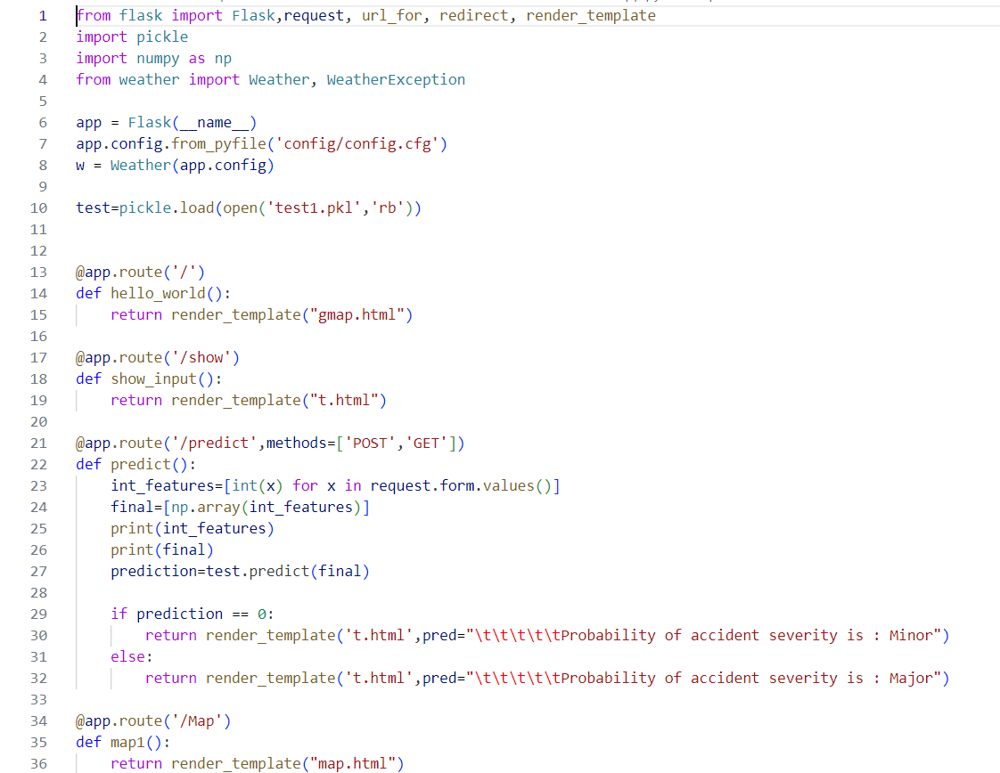 1 from flask import Flask,request, url_for, redirect, render_template
2 import pickle
3 import numpy as np
4 from weather import Weather, WeatherException
5
6 app = Flask(__name__)
7 app.config.from_pyfile('config/config.cfg')
8 w = Weather(app.config)
9
10 test=pickle.load(open('test1.pkl','rb'))
11
12
13 @app.route('/')
14 def hello_world():
15     return render_template("gmap.html")
16
17 @app.route('/show')
18 def show_input():
19     return render_template("t.html")
20
21 @app.route('/predict',methods=['POST','GET'])
22 def predict():
23     int_features=[int(x) for x in request.form.values()]
24     final=[np.array(int_features)]
25     print(int_features)
26     print(final)
27     prediction=test.predict(final)
28
29     if prediction == 0:
30         return render_template('t.html',pred="\t\t\t\t\tProbability of accident severity is : Minor")
31     else:
32         return render_template('t.html',pred="\t\t\t\t\tProbability of accident severity is : Major")
33
34 @app.route('/Map')
35 def map1():
36     return render_template("map.html")